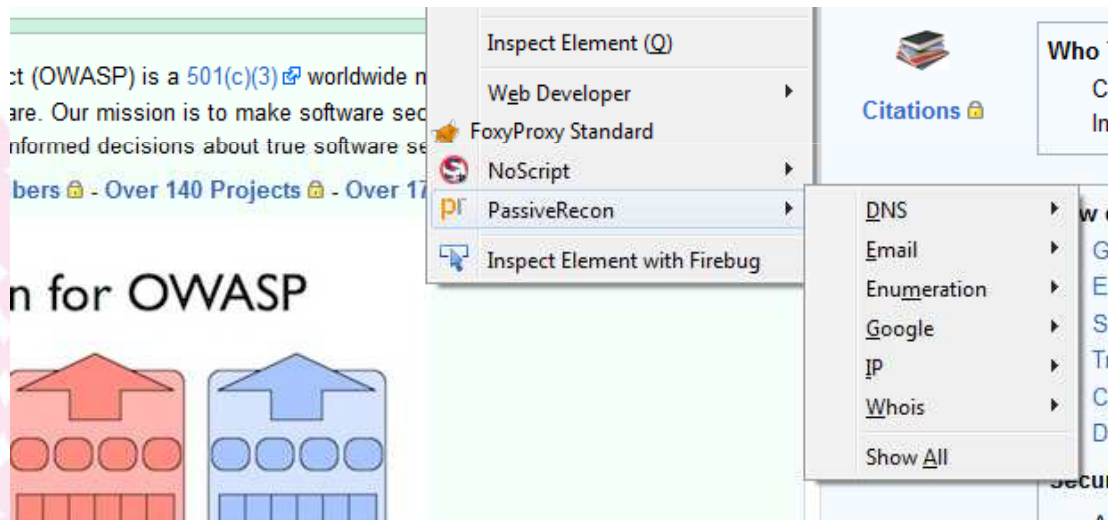 ct (OWASP) is a 501(c)(3) worldwide
are. Our mission is to make software sec
nformed decisions about true software se
bers - Over 140 Projects - Over 17
n for OWASP
Inspect Element (Q)
Web Developer
FoxyProxy Standard
NoScript
pr PassiveRecon
Inspect Element with Firebug
DNS
Email
Enumeration
Google
IP
Whois
Show All
Citations
Who
C
In
w
G
E
S
Tr
C
D